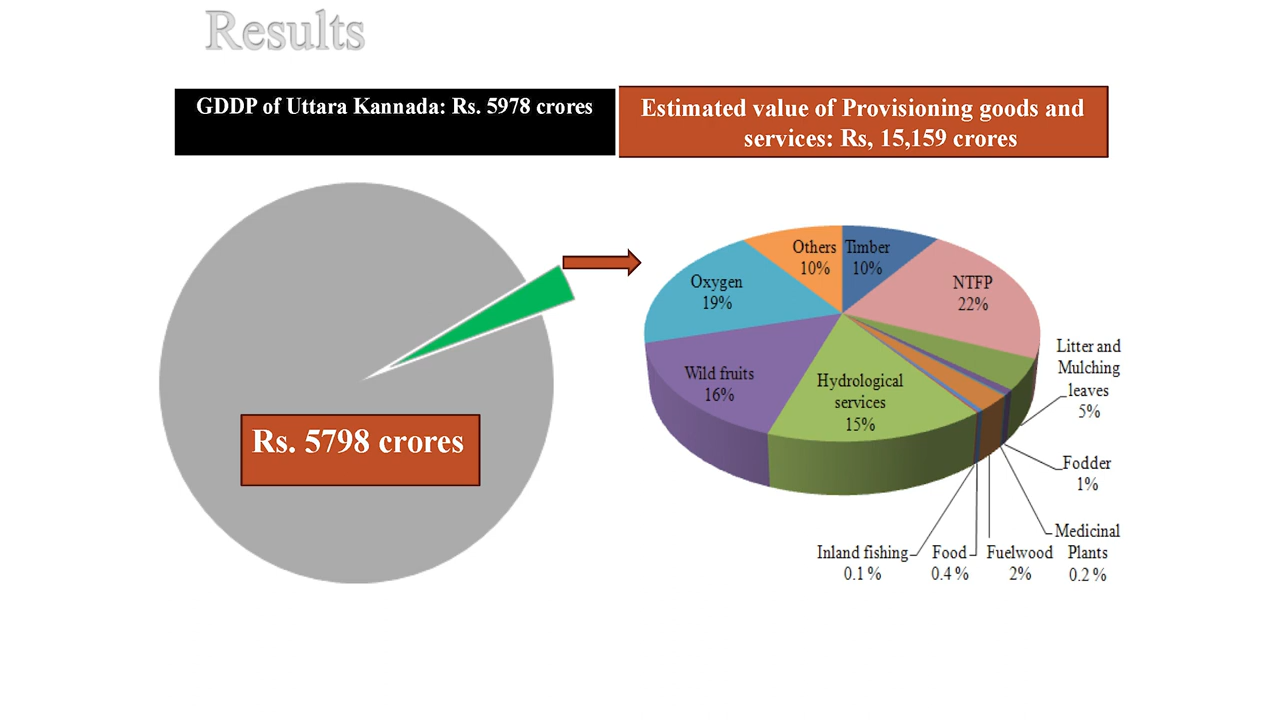 Results
GDDP of Uttara Kannada: Rs. 5978 crores
Estimated value of Provisioning goods and
services: Rs, 15,159 crores
Rs. 5798 crores
Others
10%
Timber
10%
NTFP
22%
Oxygen
19%
Wild fruits
16%
Hydrological
services
15%
Litter and
Mulching
leaves
5%
Fodder
1%
Medicinal
Plants
0.2 %
Fuelwood
2%
Food
0.4 %
Inland fishing
0.1 %